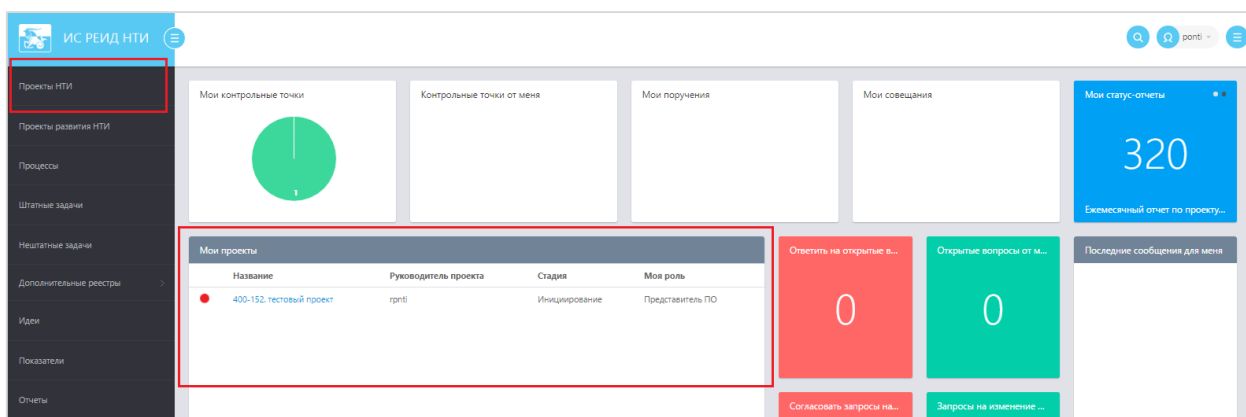 ИС РЕИД НТИ
ponti
Проекты НТИ
Проекты развития НТИ
Процессы
Штатные задачи
Нештатные задачи
Дополнительные реестры
Идеи
Показатели
Отчеты
Мои контрольные точки
1
Контрольные точки от меня
Мои поручения
Мои совещания
Мои статус-отчеты
320
Ежемесячный отчет по проекту...
Мои проекты
Название Руководитель проекта Стадия Моя роль
400-152. тестовый проект rpnti Инициирование Представитель ПО
Ответить на открытые в...
0
Открытые вопросы от м...
0
Последние сообщения для меня
Согласовать запросы на...
Запросы на изменение ...